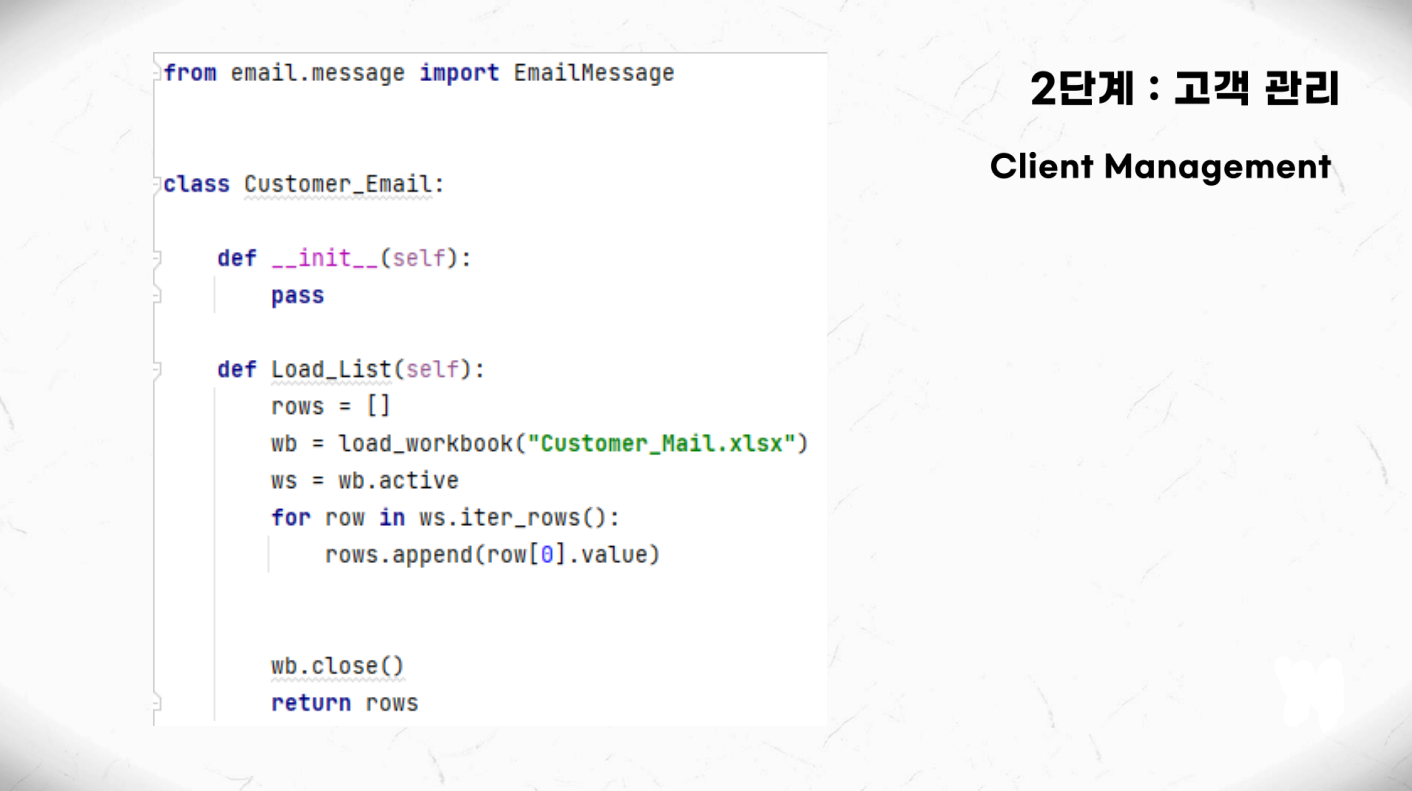 from email.message import EmailMessage
class Customer_Email:
def __init__(self):
pass
def Load_List(self):
rows = []
wb = load_workbook("Customer_Mail.xlsx")
ws = wb.active
for row in ws.iter_rows():
rows.append(row[0].value)
wb.close()
return rows
2단계 : 고객 관리
Client Management